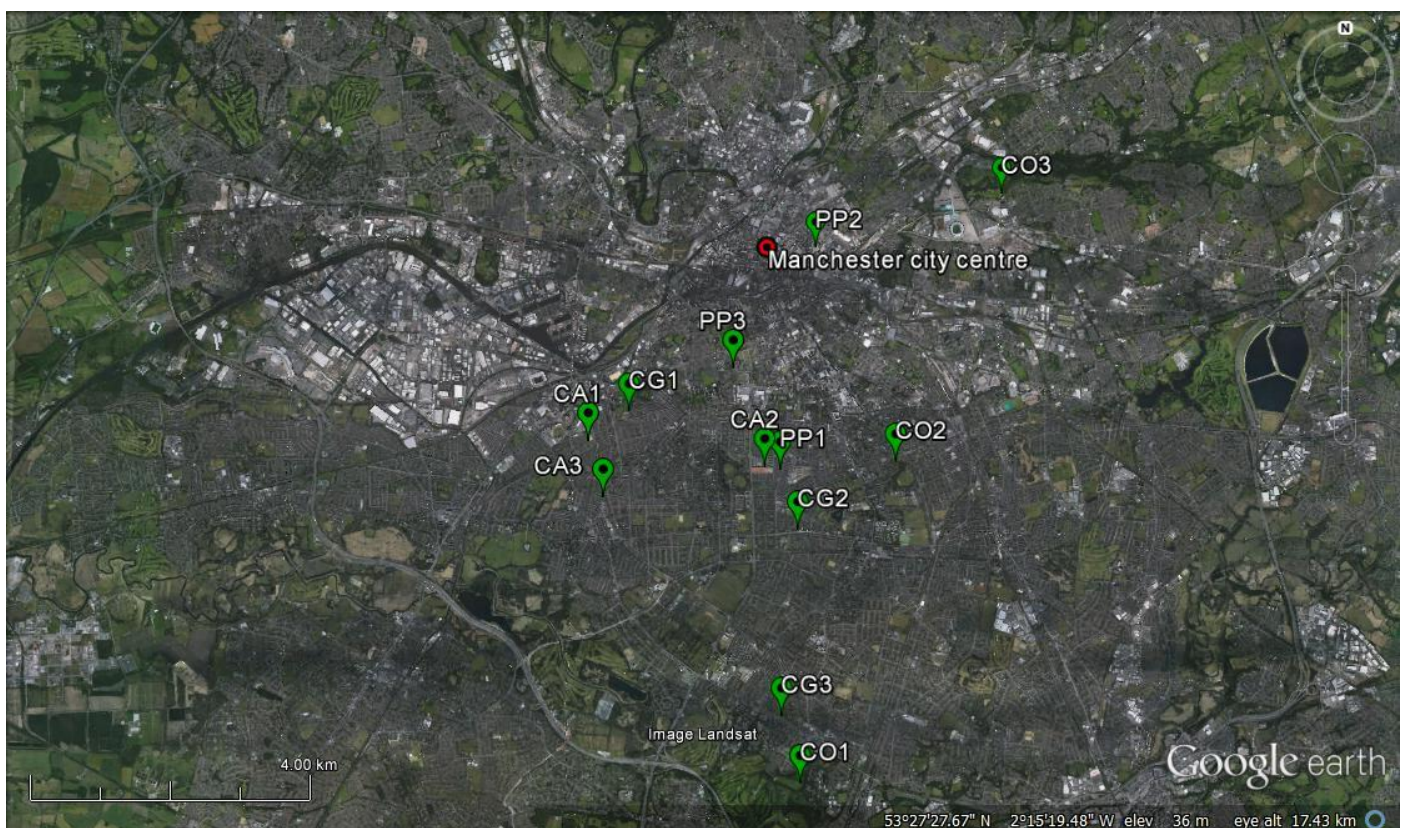 N
CO3
PP2
Manchester city centre
PP3
CG1
CA1
CA2
PP1
CO2
CA3
CG2
CG3
Image Landsat
CO1
4.00 km
Google earth
53°27'27.67" N 2°15'19.48" W elev 36 m eye alt 17.43 km